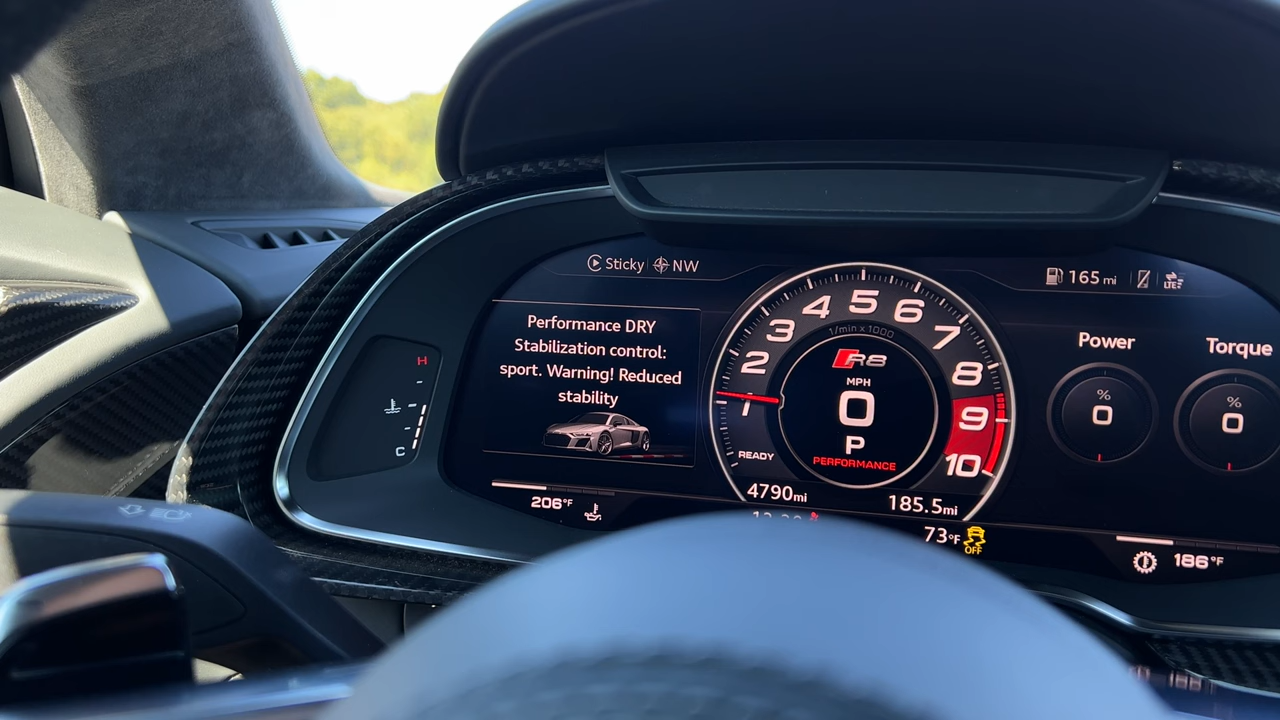 Sticky NW
165 mi LTE
Performance DRY
Stabilization control:
sport. Warning! Reduced
stability
H
C
206°F
1 2 3 4 5 6 7 8 9 10
1/min x 1000
R8
MPH
0
P
PERFORMANCE
READY
4790mi
185.5mi
73°F
OFF
Power
%
0
Torque
%
0
186°F